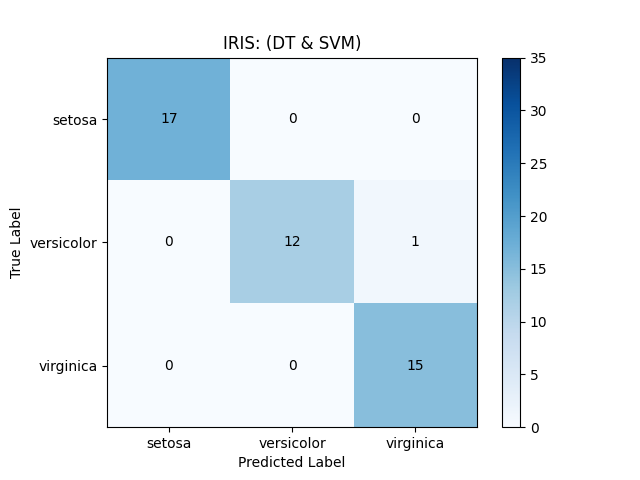 IRIS: (DT & SVM)
setosa 17 0 0
versicolor 0 12 1
virginica 0 0 15
setosa versicolor virginica
Predicted Label
True Label
35
30
25
20
15
10
5
0